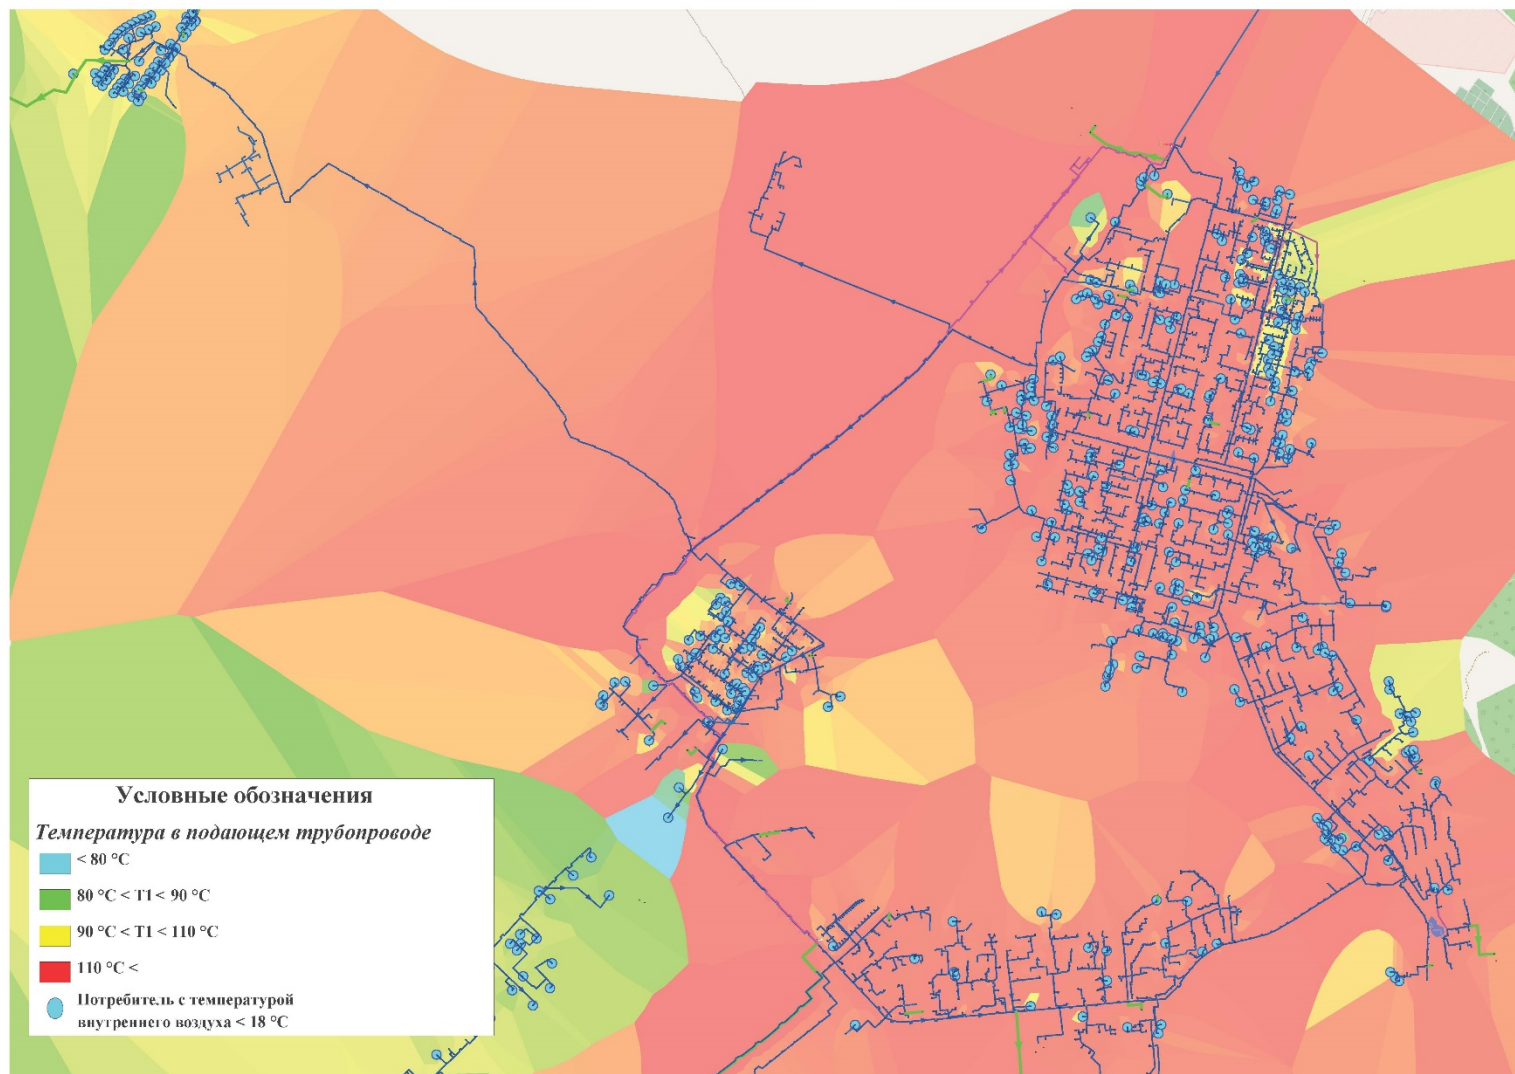 Условные обозначения
Температура в подающем трубопроводе
< 80 °C
80 °C < T1 < 90 °C
90 °C < T1 < 110 °C
110 °C <
Потребитель с температурой
внутреннего воздуха < 18 °C